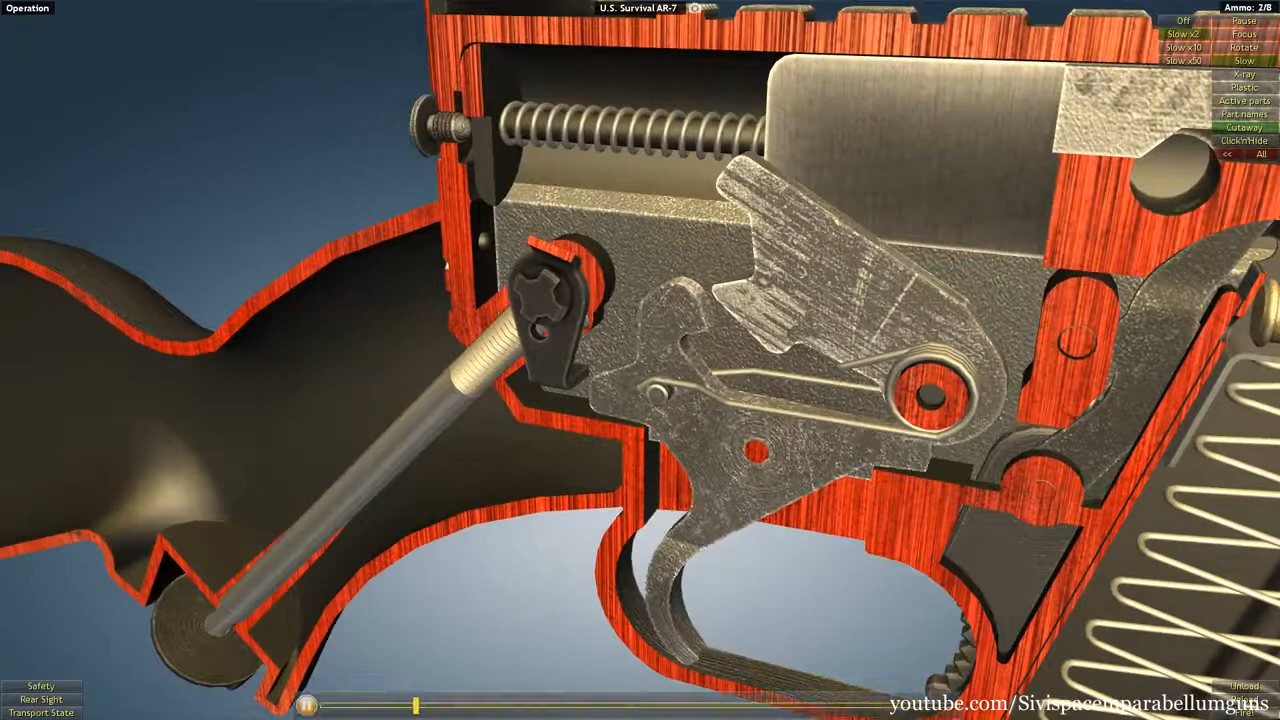 Operation
U.S. Survival AR-7
Ammo: 2/8
Off
Pause
Slow x2
Focus
Slow x10
Rotate
Slow x50
Slow
X-ray
Plastic
Active parts
Part names
Cutaway
Click'n'Hide
<< All
Safety
Rear Sight
Transport State
Unload
Fire!
youtube.com/Sivispacemparabellumguns